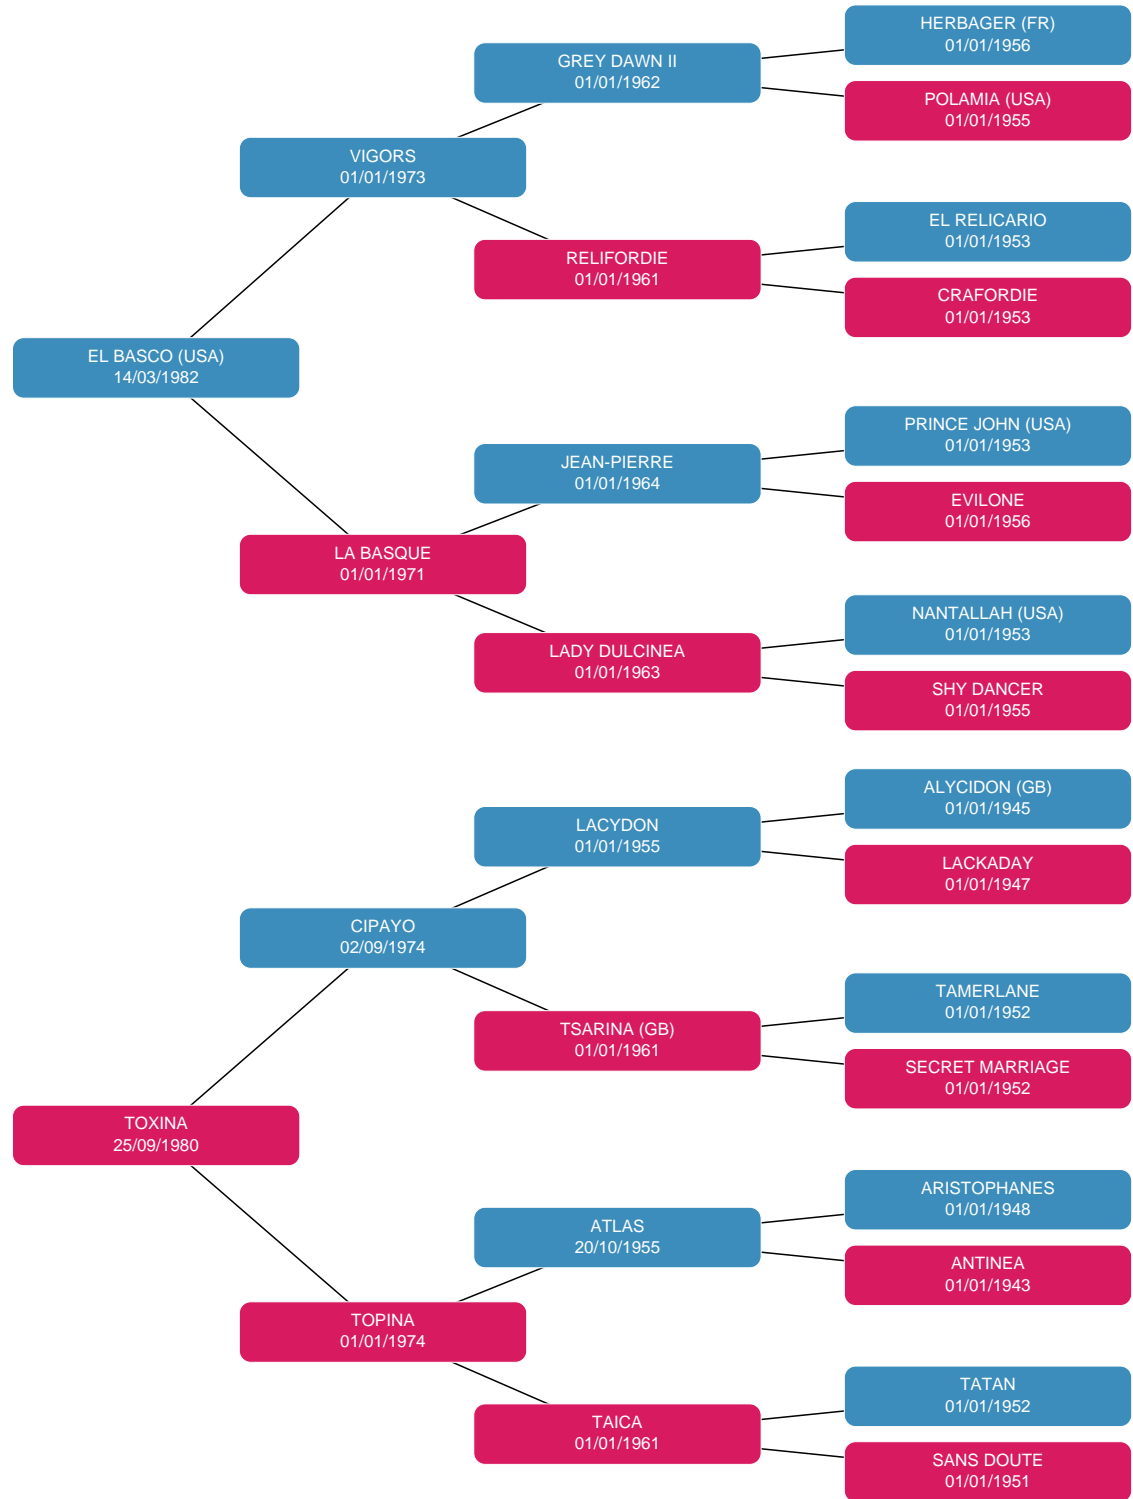 HERBAGER (FR)
01/01/1956
GREY DAWN II
01/01/1962
POLAMIA (USA)
01/01/1955
VIGORS
01/01/1973
EL RELICARIO
01/01/1953
RELIFORDIE
01/01/1961
CRAFORDIE
01/01/1953
EL BASCO (USA)
14/03/1982
PRINCE JOHN (USA)
01/01/1953
JEAN-PIERRE
01/01/1964
EVILONE
01/01/1956
LA BASQUE
01/01/1971
NANTALLAH (USA)
01/01/1953
LADY DULCINEA
01/01/1963
SHY DANCER
01/01/1955
ALYCIDON (GB)
01/01/1945
LACYDON
01/01/1955
LACKADAY
01/01/1947
CIPAYO
02/09/1974
TAMERLANE
01/01/1952
TSARINA (GB)
01/01/1961
SECRET MARRIAGE
01/01/1952
TOXINA
25/09/1980
ARISTOPHANES
01/01/1948
ATLAS
20/10/1955
ANTINEA
01/01/1943
TOPINA
01/01/1974
TATAN
01/01/1952
TAICA
01/01/1961
SANS DOUTE
01/01/1951